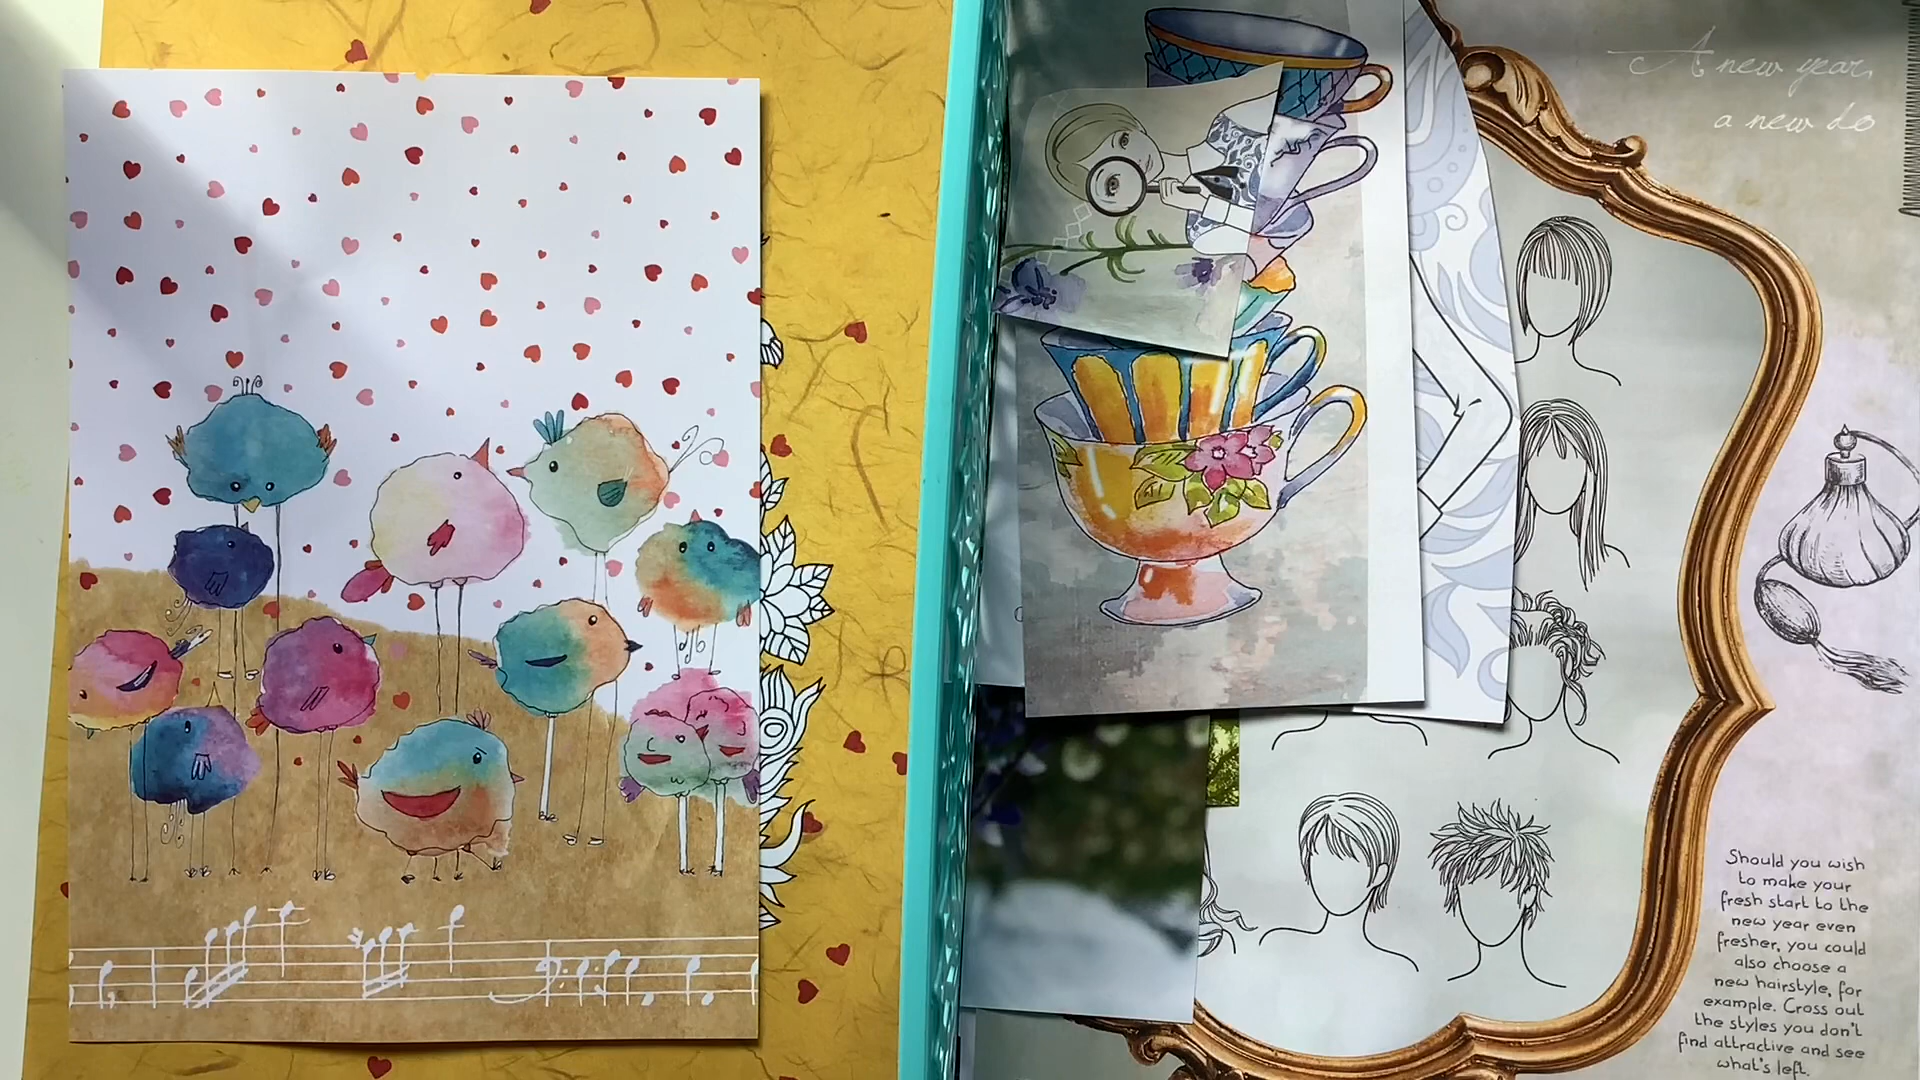 A new year,
a new do
Should you wish
to make your
fresh start to the
new year even
fresher, you could
also choose a
new hairstyle, for
example. Cross out
the styles you don't
find attractive and see
what's left.